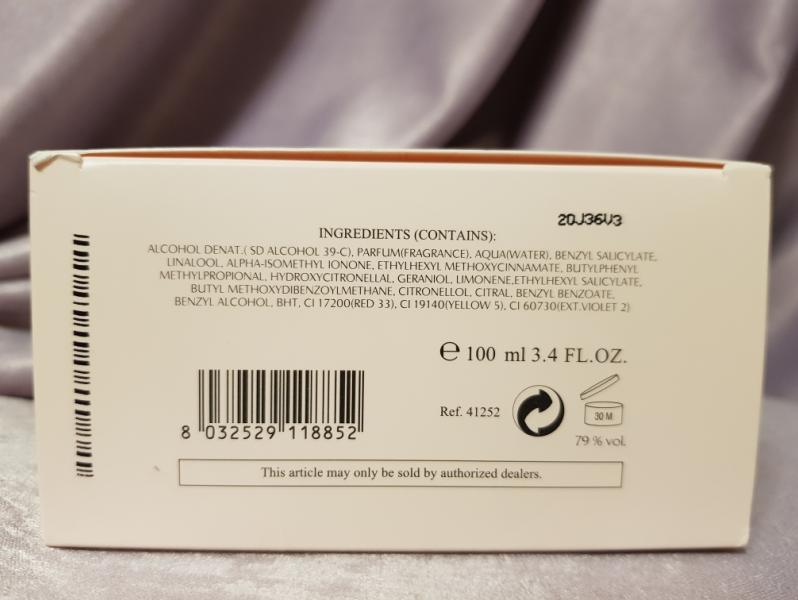 20J36V3
INGREDIENTS (CONTAINS):
ALCOHOL DENAT.( SD ALCOHOL 39-C), PARFUM(FRAGRANCE), AQUA(WATER), BENZYL SALICYLATE,
LINALOOL, ALPHA-ISOMETHYL IONONE, ETHYLHEXYL METHOXYCINNAMATE, BUTYLPHENYL
METHYLPROPIONAL, HYDROXYCITRONELLAL, GERANIOL, LIMONENE,ETHYLHEXYL SALICYLATE,
BUTYL METHOXYDIBENZOYLMETHANE, CITRONELLOL, CITRAL, BENZYL BENZOATE,
BENZYL ALCOHOL, BHT, CI 17200(RED 33), CI 19140(YELLOW 5), CI 60730(EXT.VIOLET 2)
℮ 100 ml 3.4 FL.OZ.
Ref. 41252
30 M
79 % vol.
8 032529 118852
This article may only be sold by authorized dealers.